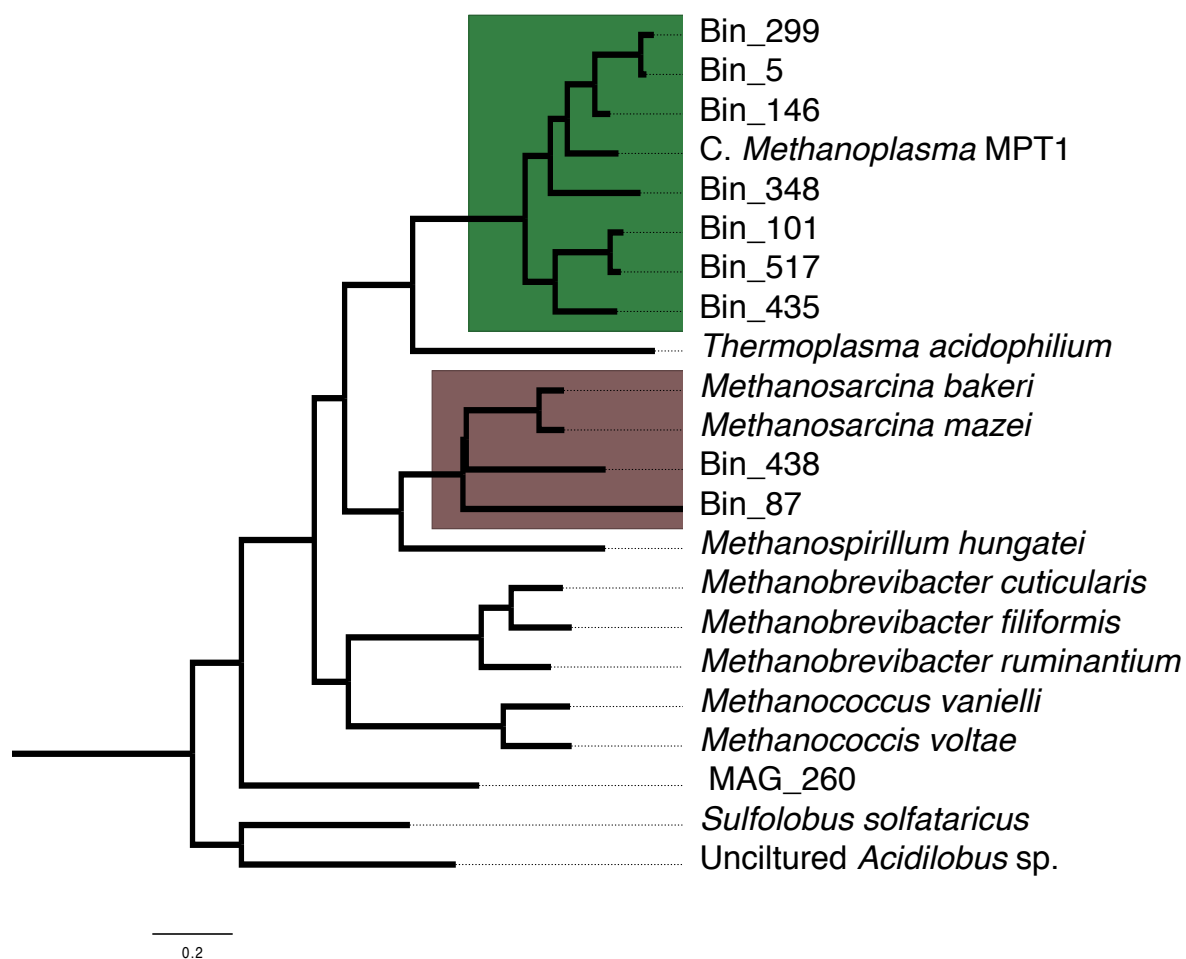 Bin_299
Bin_5
Bin_146
C. Methanoplasma MPT1
Bin_348
Bin_101
Bin_517
Bin_435
Thermoplasma acidophilium
Methanosarcina bakeri
Methanosarcina mazei
Bin_438
Bin_87
Methanospirillum hungatei
Methanobrevibacter cuticularis
Methanobrevibacter filiformis
Methanobrevibacter ruminantium
Methanococcus vanielli
Methanococcis voltae
MAG_260
Sulfolobus solfataricus
Unciltured Acidilobus sp.
0.2